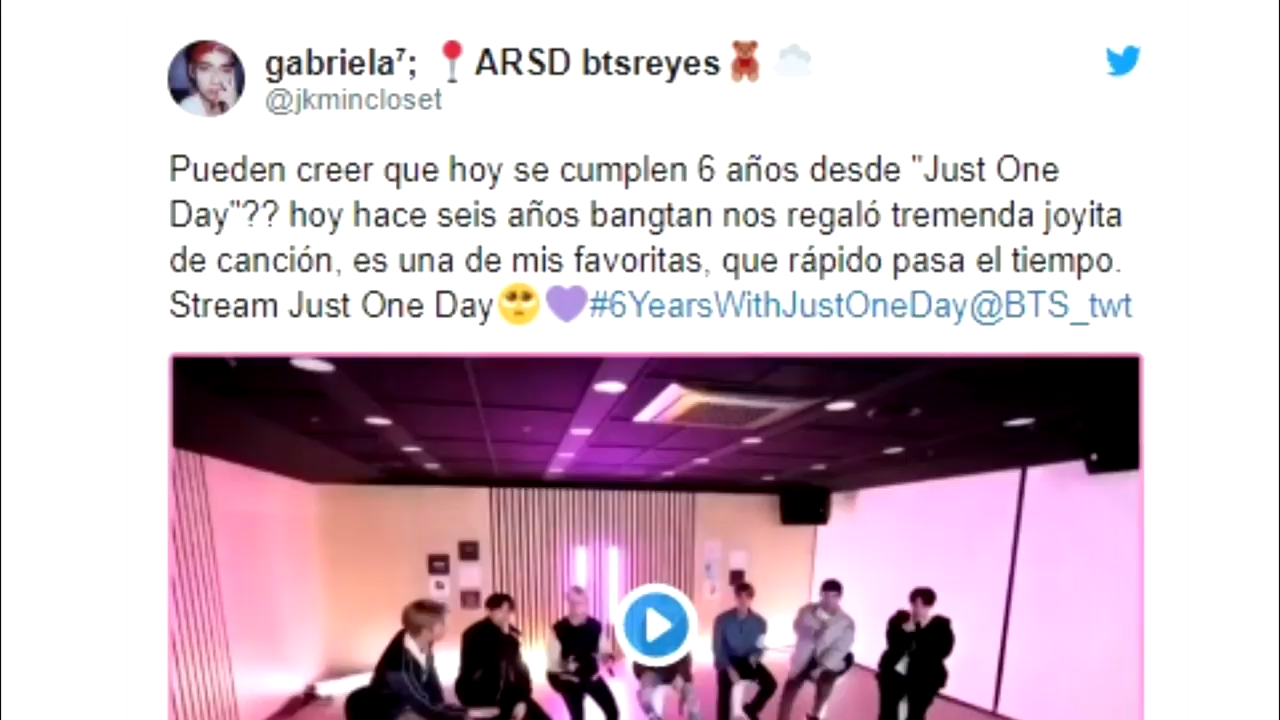 gabriela⁷; 📍ARSD btsreyes🧸☁️
@jkmincloset
Pueden creer que hoy se cumplen 6 años desde "Just One
Day"?? hoy hace seis años bangtan nos regaló tremenda joyita
de canción, es una de mis favoritas, que rápido pasa el tiempo.
Stream Just One Day🥺💜#6YearsWithJustOneDay@BTS_twt